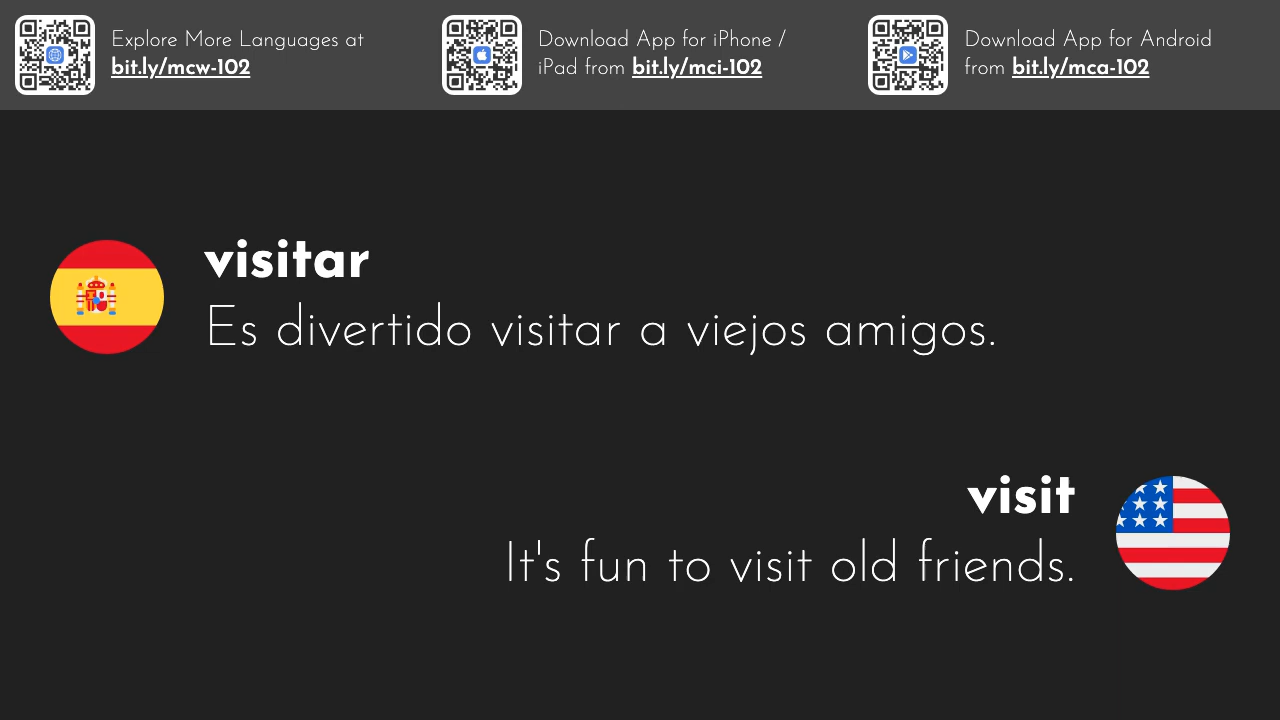 Explore More Languages at
bit.ly/mcw-102
Download App for iPhone /
iPad from bit.ly/mci-102
Download App for Android
from bit.ly/mca-102
visitar
Es divertido visitar a viejos amigos.
visit
It's fun to visit old friends.